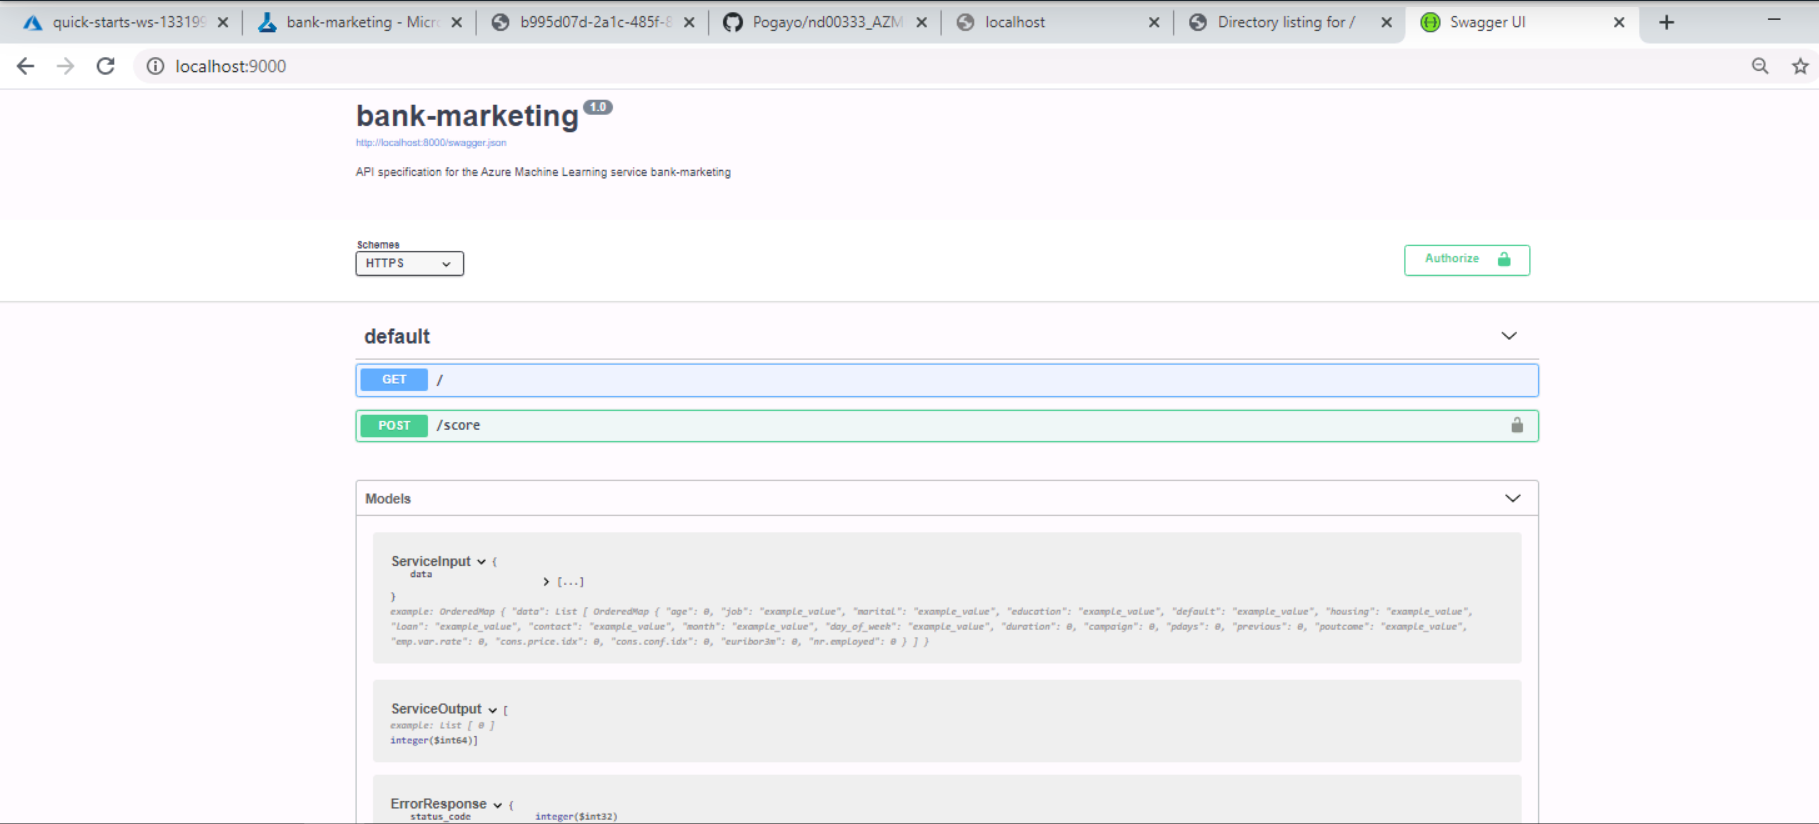 quick-starts-ws-133199
bank-marketing - Micr
b995d07d-2a1c-485f-8
Pogayo/nd00333_AZM
localhost
Directory listing for /
Swagger UI
localhost:9000
bank-marketing 1.0
http://localhost:8000/swagger.json
API specification for the Azure Machine Learning service bank-marketing
Schemes
HTTPS
Authorize
default
GET /
POST /score
Models
ServiceInput {
data
[...]
}
example: OrderedMap { "data": List [ OrderedMap { "age": 0, "job": "example_value", "marital": "example_value", "education": "example_value", "default": "example_value", "housing": "example_value",
"loan": "example_value", "contact": "example_value", "month": "example_value", "day_of_week": "example_value", "duration": 0, "campaign": 0, "pdays": 0, "previous": 0, "poutcome": "example_value",
"emp.var.rate": 0, "cons.price.idx": 0, "cons.conf.idx": 0, "euribor3m": 0, "nr.employed": 0 } ] }
ServiceOutput [
example: List [ 0 ]
integer($int64)]
ErrorResponse {
status_code integer($int32)